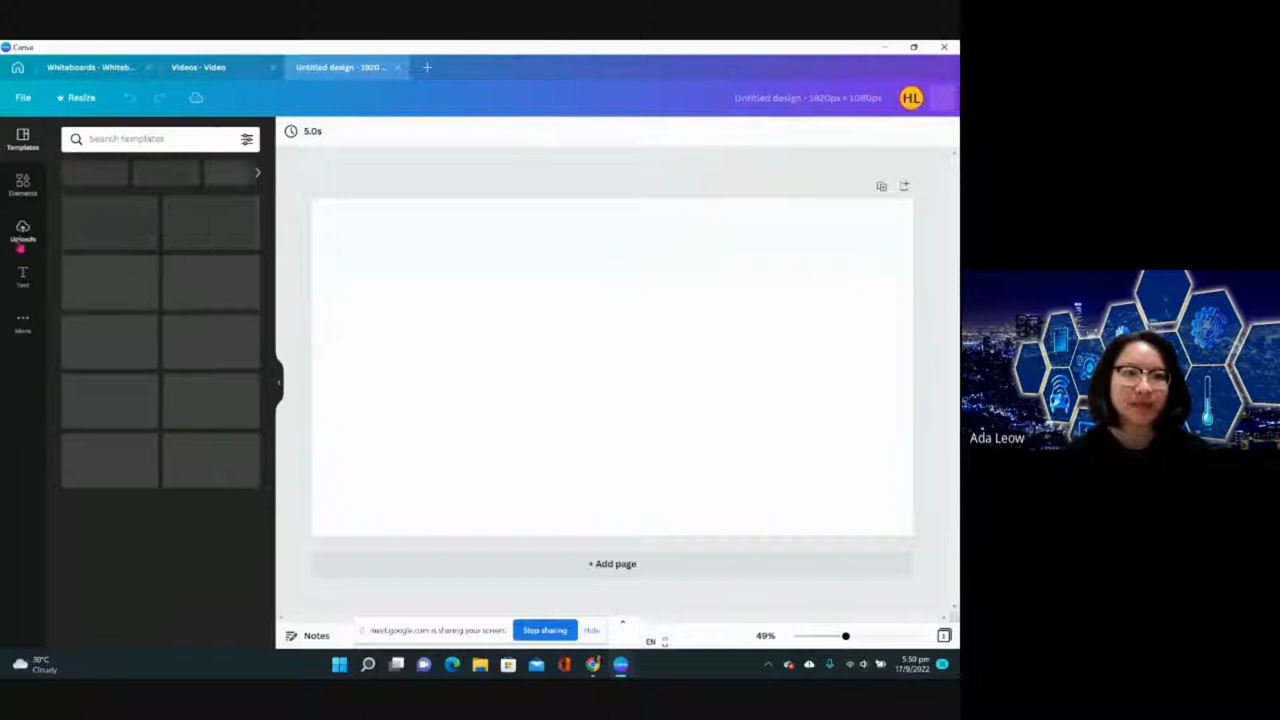 Canva
Whiteboards - Whiteb...
Videos - Video
Untitled design - 1920 ...
File
Resize
Untitled design - 1920px × 1080px
HL
Templates
Search templates
5.0s
Elements
Uploads
Text
More
+ Add page
Notes
meet.google.com is sharing your screen.
Stop sharing
Hide
EN
49%
1
30°C
Cloudy
5:50 pm
17/9/2022
Ada Leow